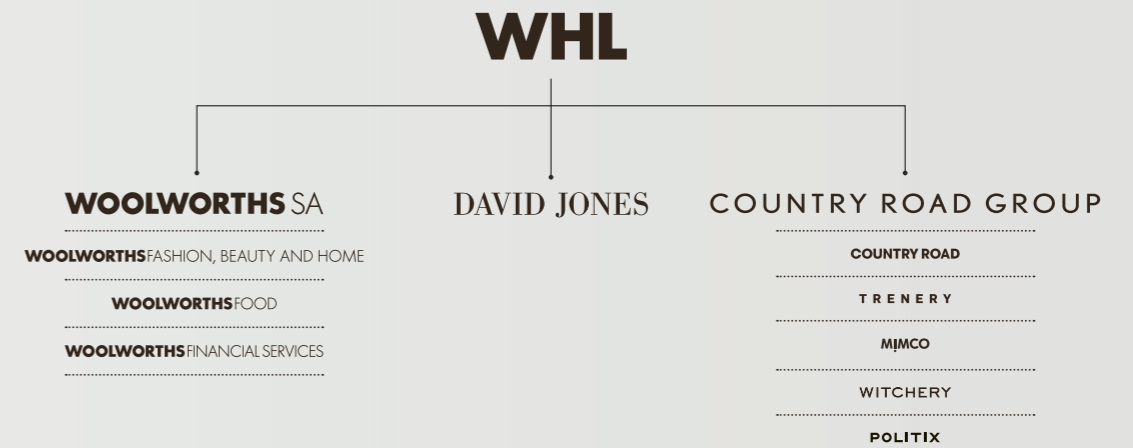 WHL
WOOLWORTHS SA
WOOLWORTHS FASHION, BEAUTY AND HOME
WOOLWORTHS FOOD
WOOLWORTHS FINANCIAL SERVICES
DAVID JONES
COUNTRY ROAD GROUP
COUNTRY ROAD
TRENERY
MIMCO
WITCHERY
POLITIX